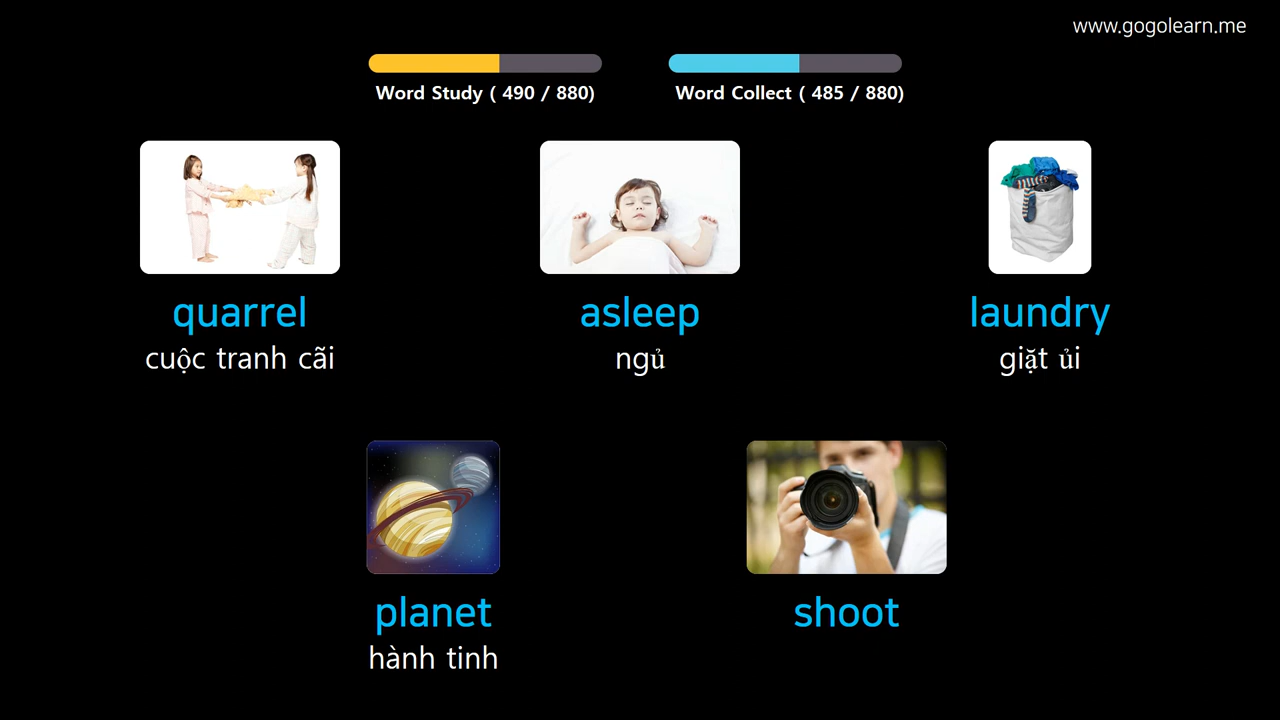 www.gogolearn.me
Word Study ( 490 / 880)
Word Collect ( 485 / 880)
quarrel
cuộc tranh cãi
asleep
ngủ
laundry
giặt ủi
planet
hành tinh
shoot